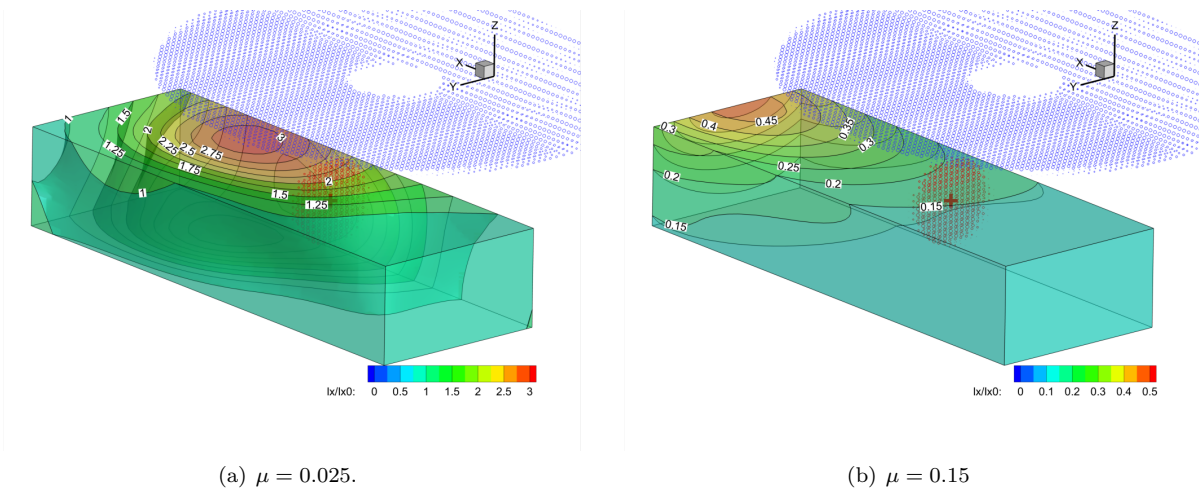 Z
X
Y
1 1.5 2 3
1.25 2.25 2.5 2.75
1.75 2
1 1.5 1.25
lx/lx0: 0 0.5 1 1.5 2 2.5 3
(a) μ = 0.025.
Z
X
Y
0.3 0.4 0.45 0.35
0.3
0.2 0.25
0.2
0.15
0.15
lx/lx0: 0 0.1 0.2 0.3 0.4 0.5
(b) μ = 0.15